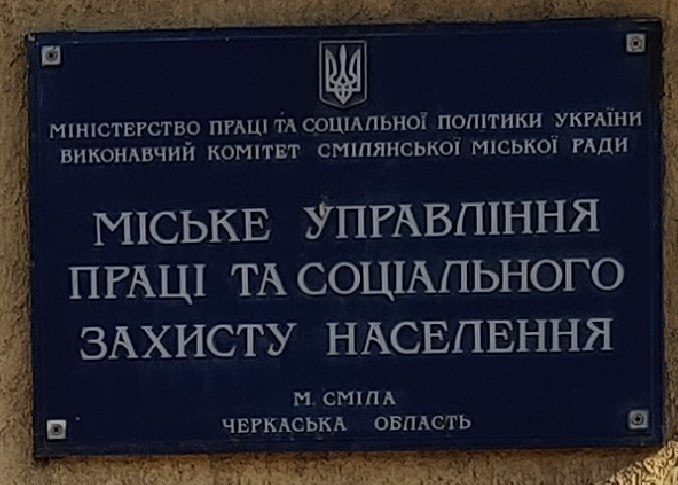 МІНІСТЕРСТВО ПРАЦІ ТА СОЦІАЛЬНОЇ ПОЛІТИКИ УКРАЇНИ
ВИКОНАВЧИЙ КОМІТЕТ СМІЛЯНСЬКОЇ МІСЬКОЇ РАДИ
МІСЬКЕ УПРАВЛІННЯ
ПРАЦІ ТА СОЦІАЛЬНОГО
ЗАХИСТУ НАСЕЛЕННЯ
М. СМІЛА
ЧЕРКАСЬКА ОБЛАСТЬ